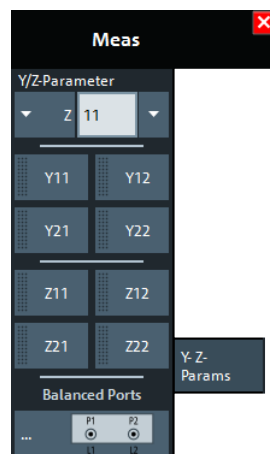 Meas
Y/Z-Parameter
Z 11
Y11 Y12
Y21 Y22
Z11 Z12
Z21 Z22
Y- Z-
Params
Balanced Ports
... P1 P2
L1 L2